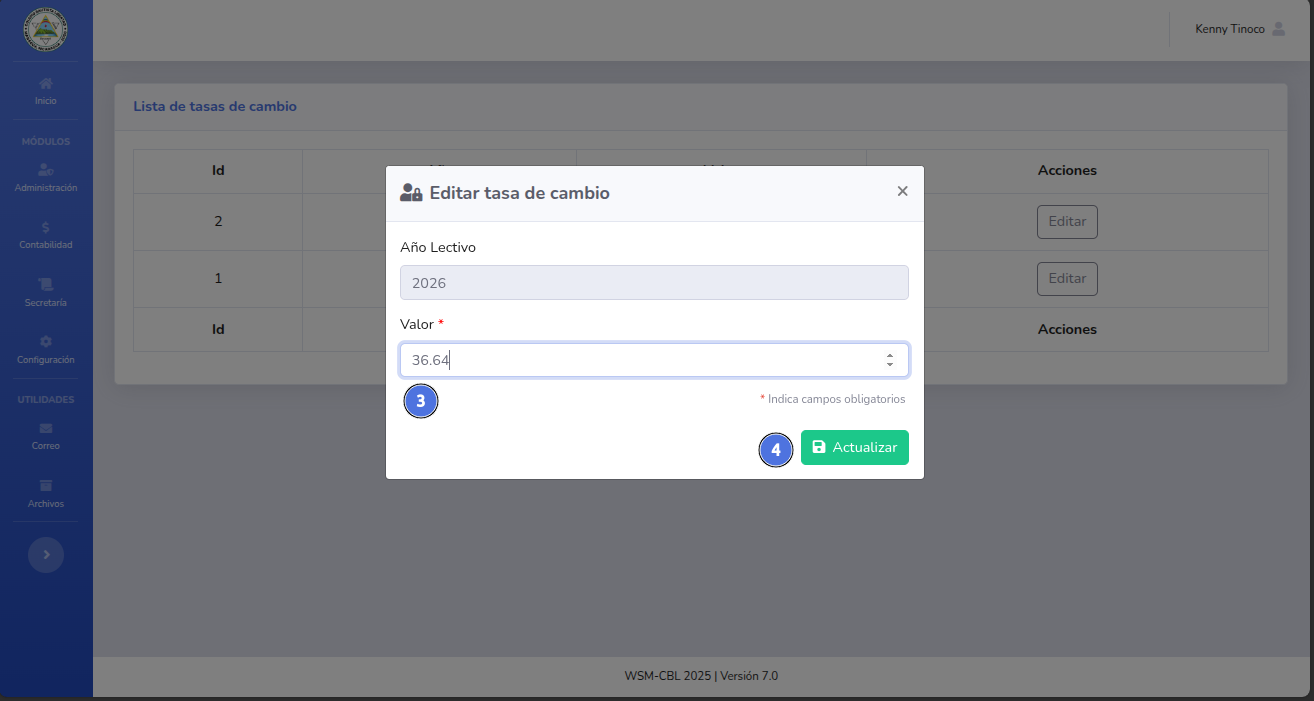 Kenny Tinoco
Inicio
MÓDULOS
Administración
Contabilidad
Secretaría
Configuración
UTILIDADES
Correo
Archivos
Lista de tasas de cambio
Id
Acciones
2
Editar
1
Editar
Id
Acciones
Editar tasa de cambio
Año Lectivo
2026
Valor *
36.64
3
* Indica campos obligatorios
4
Actualizar
WSM-CBL 2025 | Versión 7.0